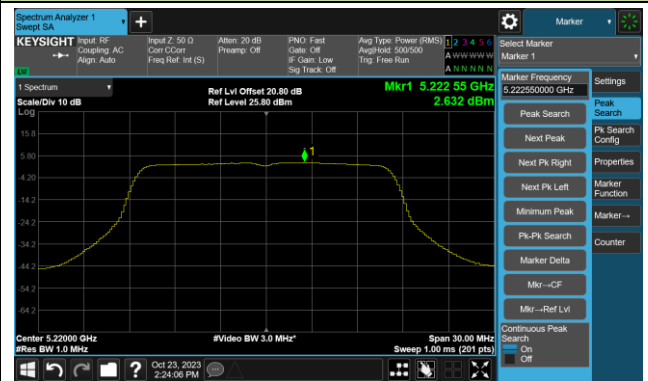 Spectrum Analyzer 1
Swept SA
Marker
KEYSIGHT
Input: RF
Coupling: AC
Align: Auto
Input Z: 50 Ω
Corr CCorr
Freq Ref: Int (S)
Atten: 20 dB
Preamp: Off
PNO: Fast
Gate: Off
IF Gain: Low
Sig Track: Off
Avg Type: Power (RMS)
Avg|Hold: 500/500
Trig: Free Run
1 2 3 4 5 6
A W W W W W
A N N N N N
LXI
Select Marker
Marker 1
1 Spectrum
Scale/Div 10 dB
Ref Lvl Offset 20.80 dB
Ref Level 25.80 dBm
Mkr1 5.222 55 GHz
2.632 dBm
Log
15.8
5.80
-4.20
-14.2
-24.2
-34.2
-44.2
-54.2
-64.2
1
Center 5.22000 GHz
#Res BW 1.0 MHz
#Video BW 3.0 MHz*
Span 30.00 MHz
Sweep 1.00 ms (201 pts)
Marker Frequency
5.222550000 GHz
Peak Search
Next Peak
Next Pk Right
Next Pk Left
Minimum Peak
Pk-Pk Search
Marker Delta
Mkr→CF
Mkr→Ref Lvl
Continuous Peak
Search
On
Off
Settings
Peak
Search
Pk Search
Config
Properties
Marker
Function
Marker→
Counter
?
Oct 23, 2023
2:24:06 PM